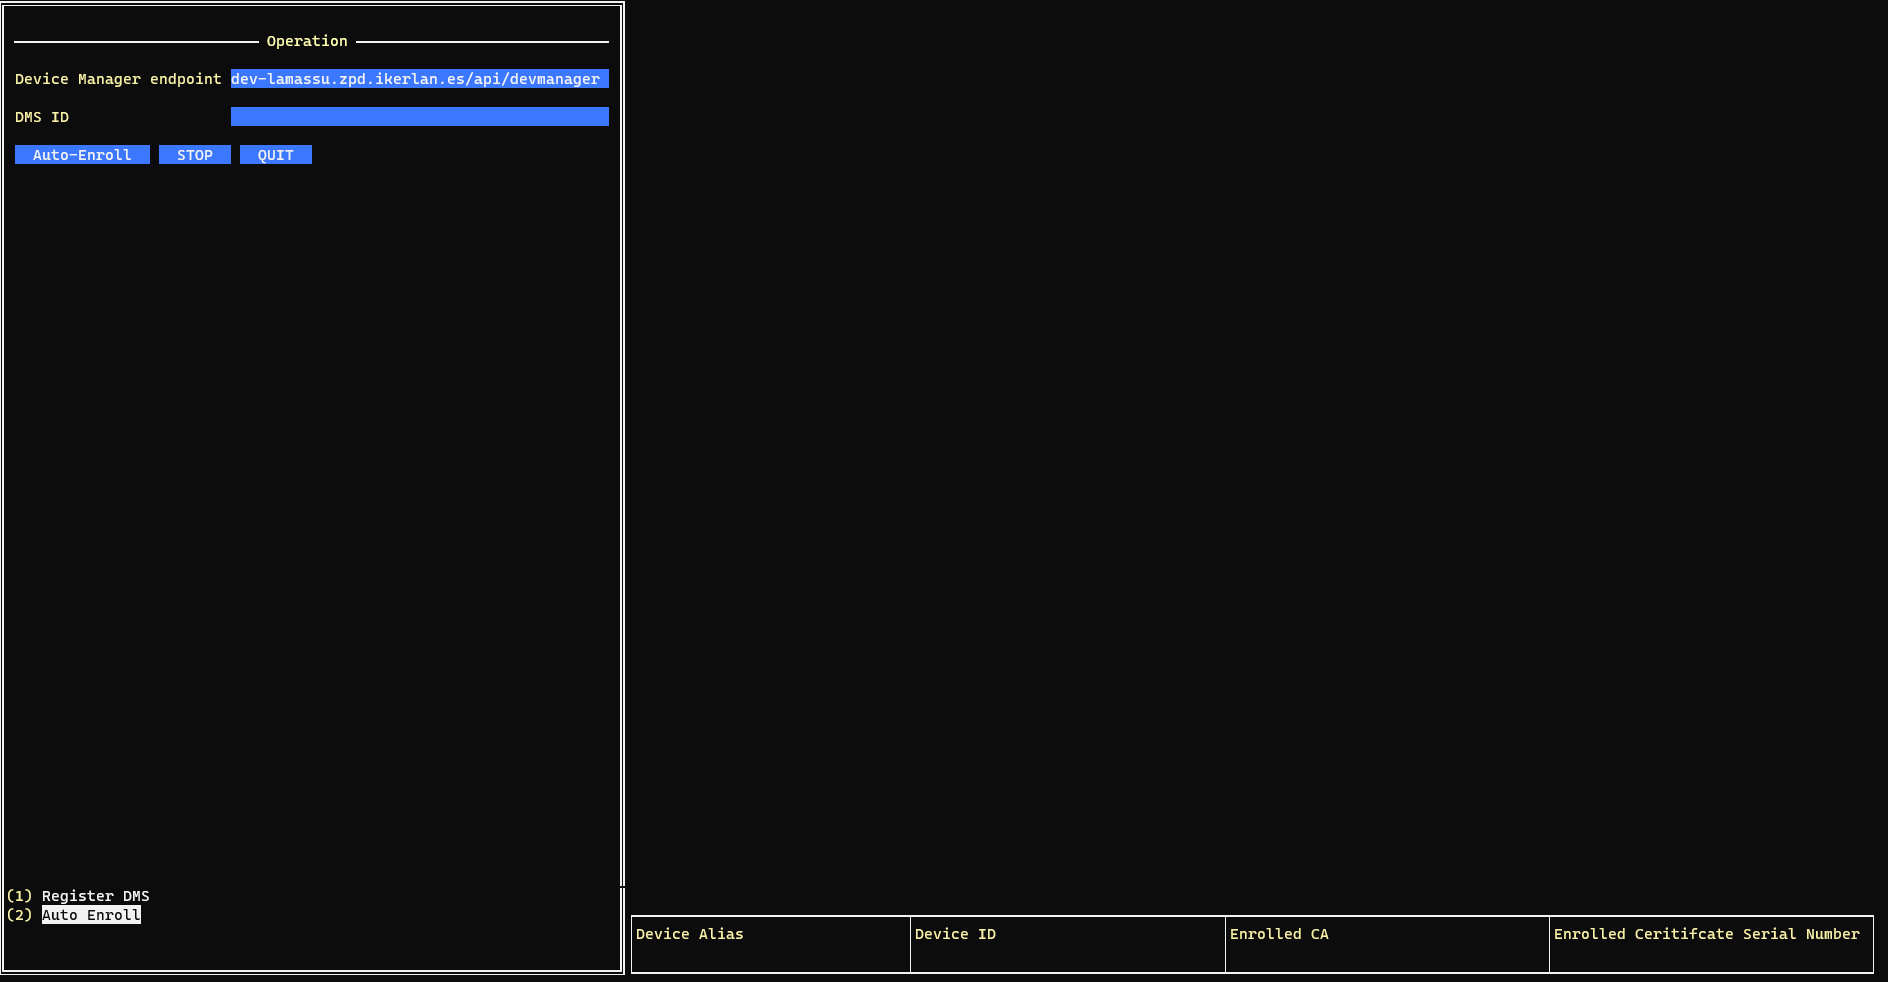 Operation
Device Manager endpoint dev-lamassu.zpd.ikerlan.es/api/devmanager
DMS ID
Auto-Enroll STOP QUIT
(1) Register DMS
(2) Auto Enroll
Device Alias Device ID Enrolled CA Enrolled Ceritifcate Serial Number